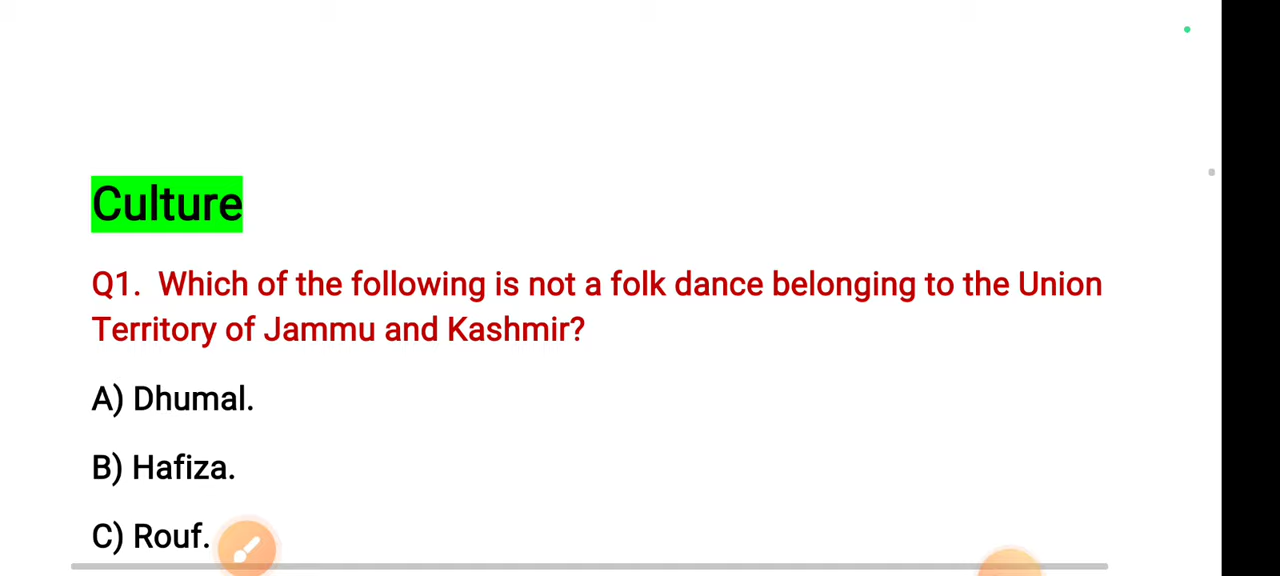 Culture
Q1. Which of the following is not a folk dance belonging to the Union
Territory of Jammu and Kashmir?
A) Dhumal.
B) Hafiza.
C) Rouf.